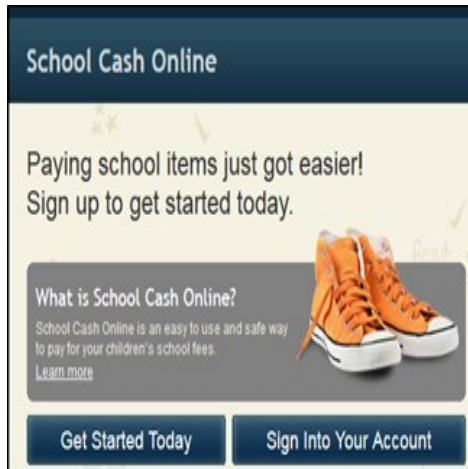 School Cash Online
Paying school items just got easier!
Sign up to get started today.
What is School Cash Online?
School Cash Online is an easy to use and safe way
to pay for your children's school fees.
Learn more
Get Started Today
Sign Into Your Account